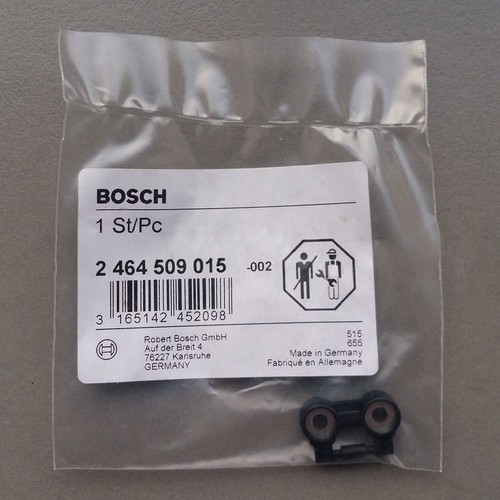 BOSCH
1 St/Pc
2 464 509 015 -002
3 165142 452098
Robert Bosch GmbH
Auf der Breit 4
76227 Karlsruhe
GERMANY
515
655
Made in Germany
Fabriqué en Allemagne